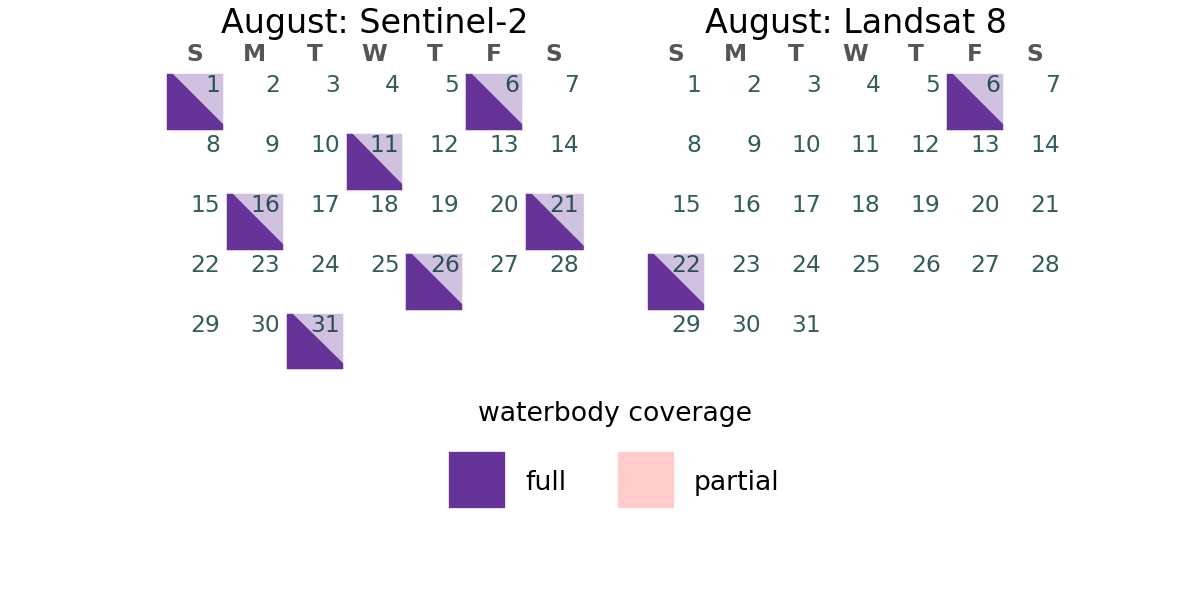 August: Sentinel-2
S M T W T F S
1 2 3 4 5 6 7
8 9 10 11 12 13 14
15 16 17 18 19 20 21
22 23 24 25 26 27 28
29 30 31
August: Landsat 8
S M T W T F S
1 2 3 4 5 6 7
8 9 10 11 12 13 14
15 16 17 18 19 20 21
22 23 24 25 26 27 28
29 30 31
waterbody coverage
full
partial